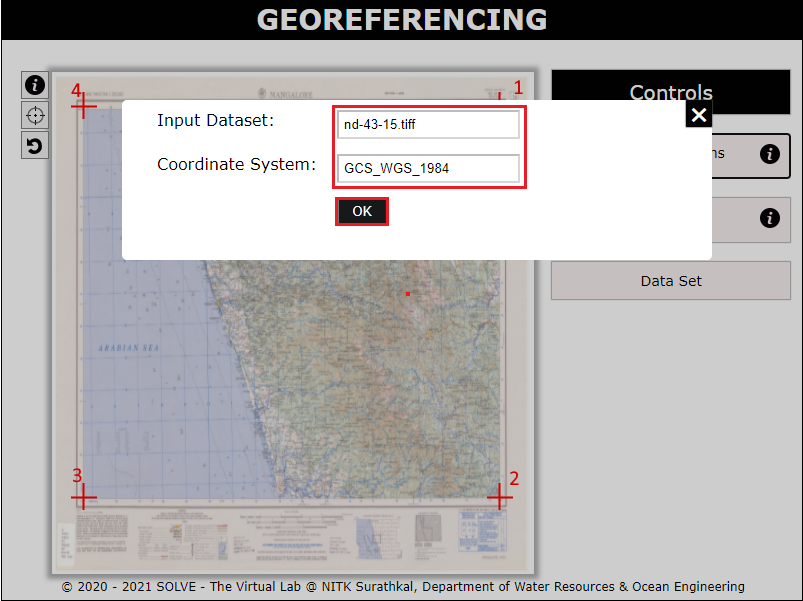 GEOREFERENCING
4
MANGALORE
1
Controls
Input Dataset:
nd-43-15.tiff
Coordinate System:
GCS_WGS_1984
ns
OK
Data Set
ARABIAN SEA
3
2
© 2020 - 2021 SOLVE - The Virtual Lab @ NITK Surathkal, Department of Water Resources & Ocean Engineering